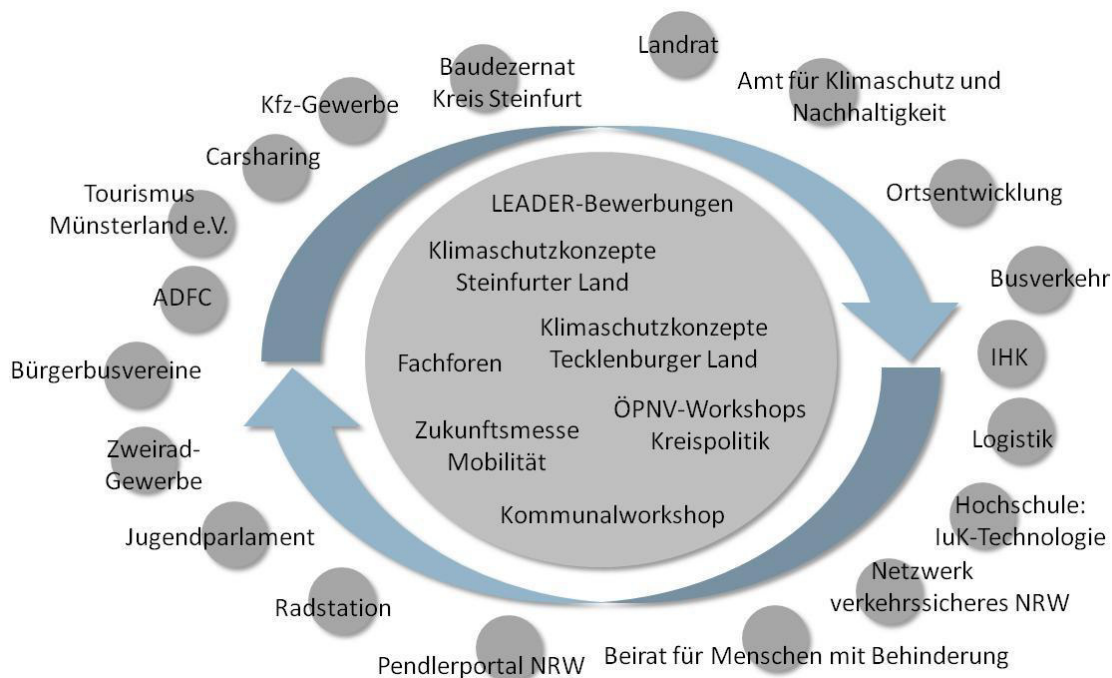 Landrat
Baudezernat
Kreis Steinfurt
Amt für Klimaschutz und
Nachhaltigkeit
Kfz-Gewerbe
Carsharing
Ortsentwicklung
Tourismus
Münsterland e.V.
LEADER-Bewerbungen
Klimaschutzkonzepte
Steinfurter Land
Busverkehr
ADFC
Klimaschutzkonzepte
Tecklenburger Land
IHK
Fachforen
Bürgerbusvereine
ÖPNV-Workshops
Kreispolitik
Zukunftsmesse
Mobilität
Logistik
Zweirad-
Gewerbe
Kommunalworkshop
Hochschule:
IuK-Technologie
Jugendparlament
Netzwerk
verkehrssicheres NRW
Radstation
Beirat für Menschen mit Behinderung
Pendlerportal NRW